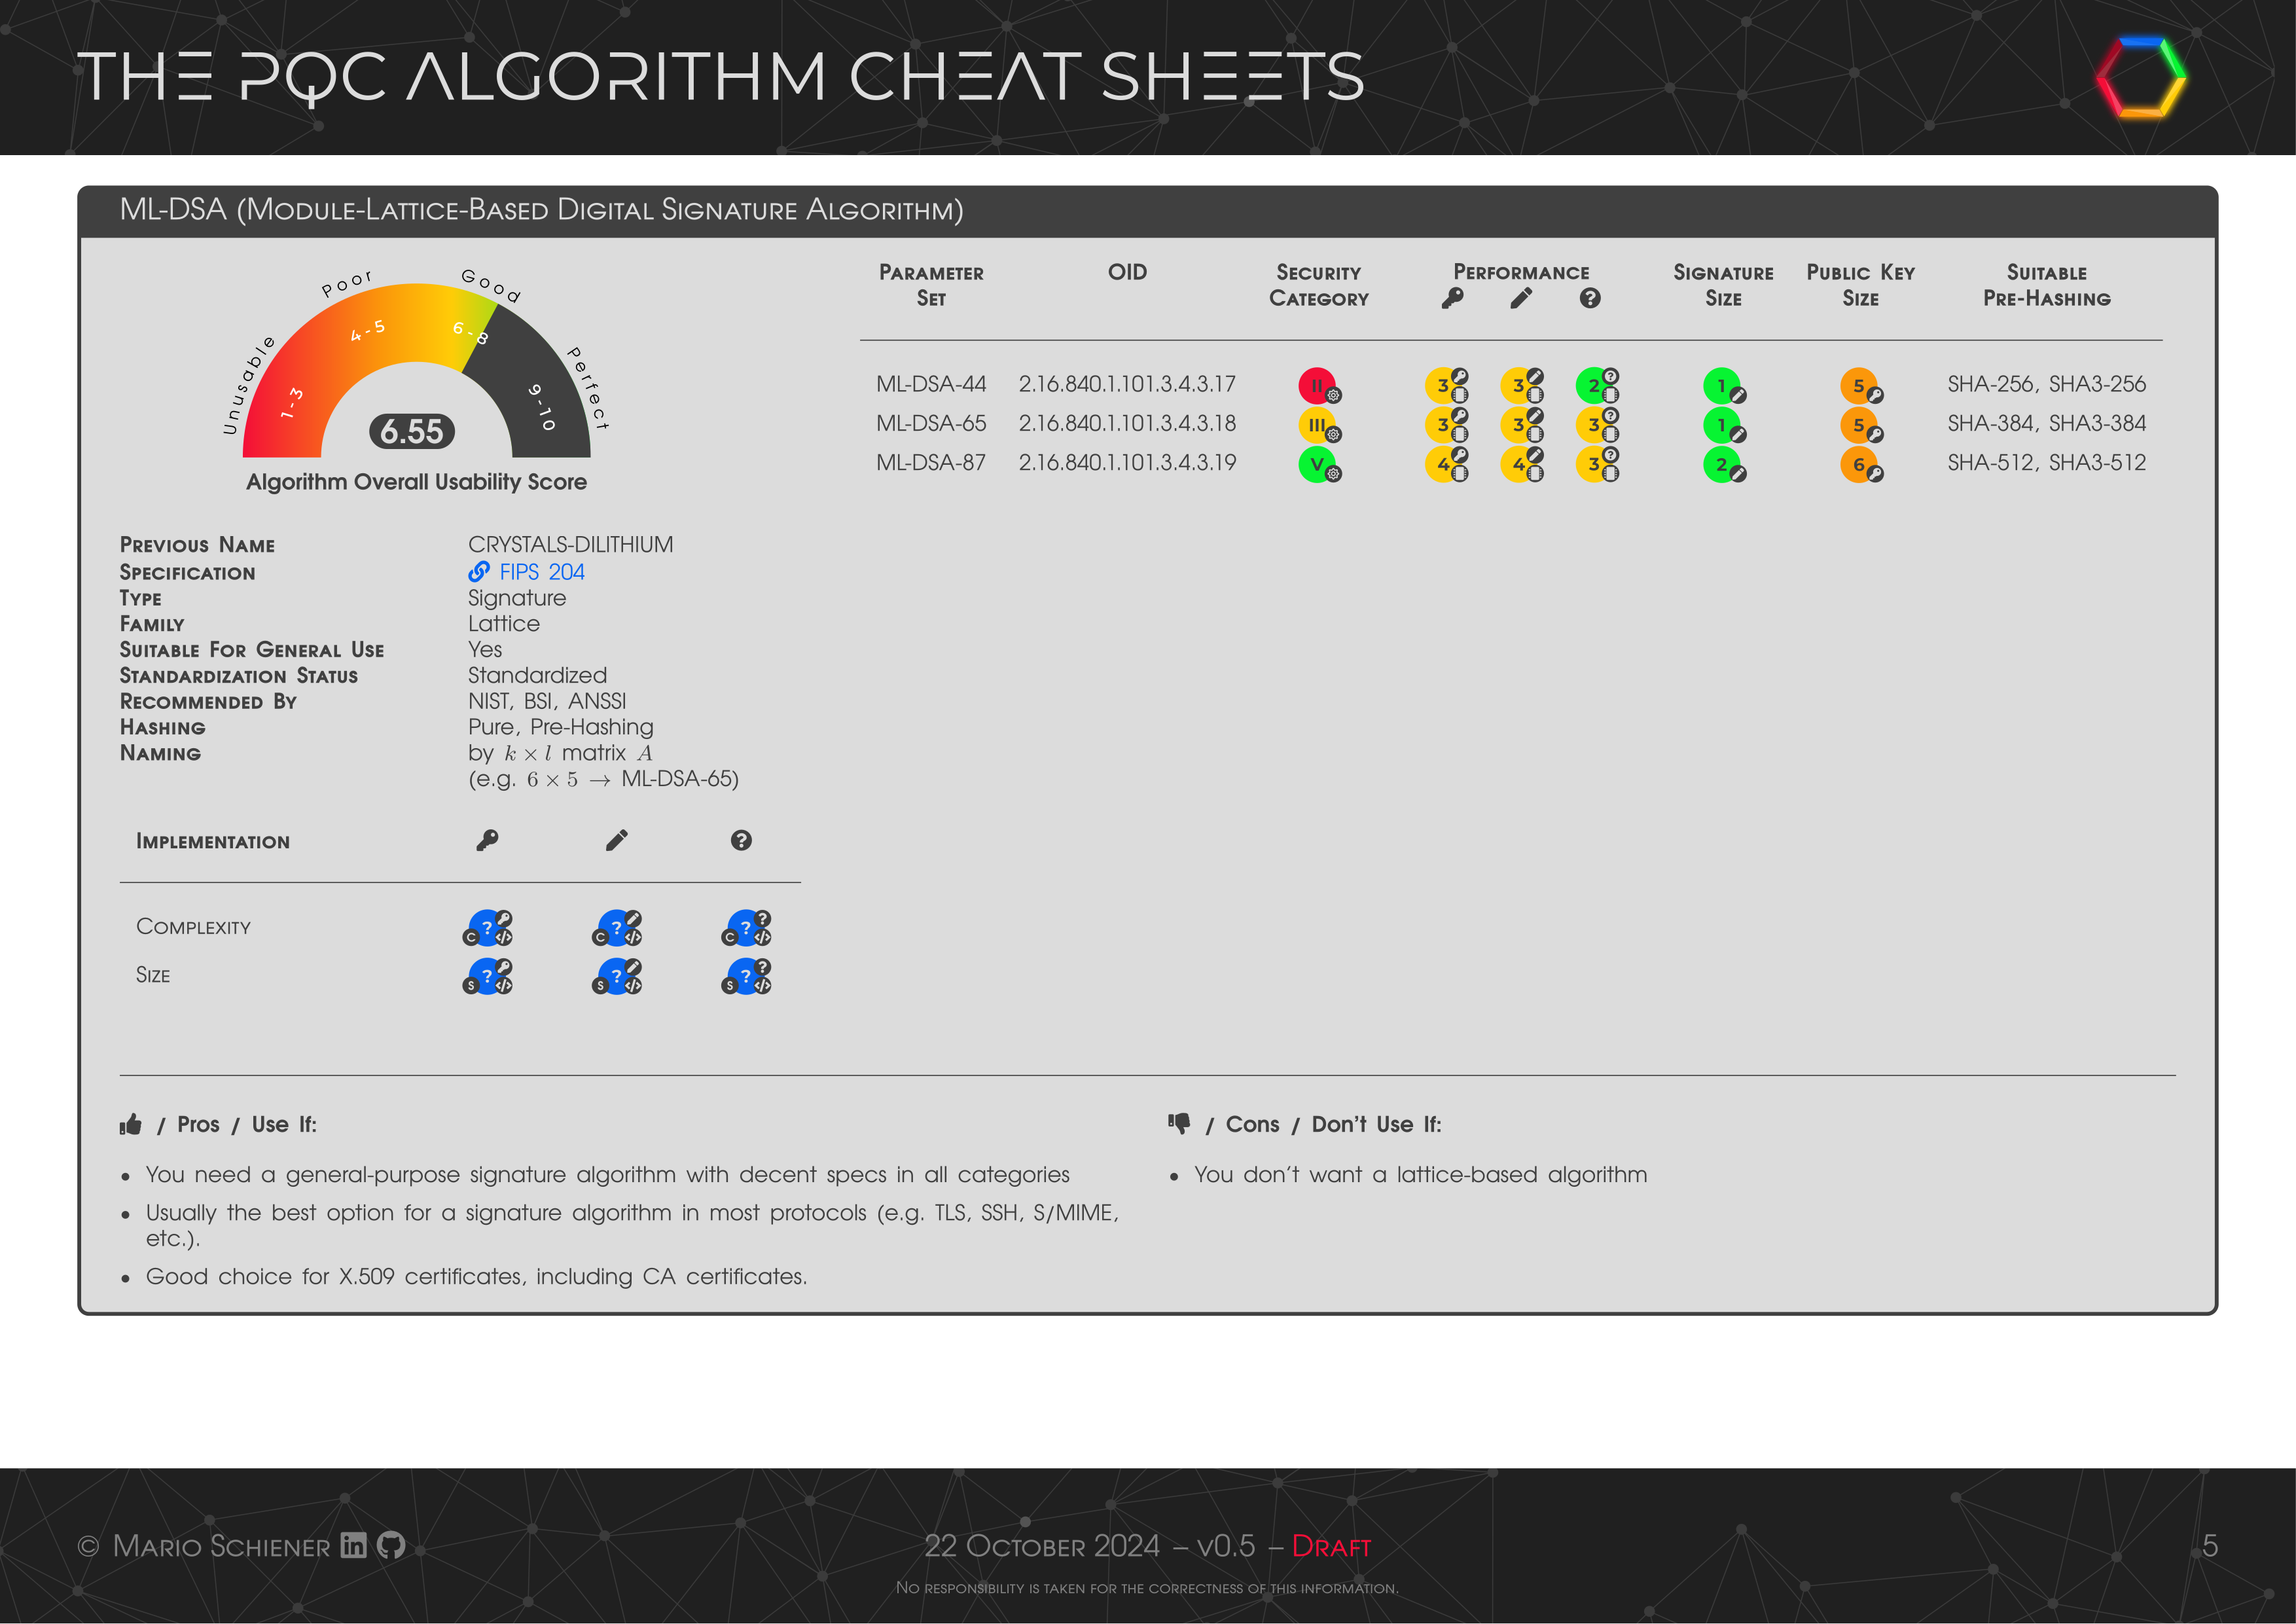 THE PQC ALGORITHM CHEAT SHEETS
ML-DSA (Module-Lattice-Based Digital Signature Algorithm)
Unusable
Poor
Good
Perfect
1-3
4-5
6-8
9-10
6.55
Algorithm Overall Usability Score
Previous Name CRYSTALS-DILITHIUM
Specification FIPS 204
Type Signature
Family Lattice
Suitable For General Use Yes
Standardization Status Standardized
Recommended By NIST, BSI, ANSSI
Hashing Pure, Pre-Hashing
Naming by k × l matrix A
(e.g. 6 × 5 → ML-DSA-65)
Implementation ?
Complexity ? C ? C ? ? C
Size ? S ? S ? ? S
Parameter Set OID Security Category Performance ? Signature Size Public Key Size Suitable Pre-Hashing
ML-DSA-44 2.16.840.1.101.3.4.3.17 II 3 3 2 ? 1 5 SHA-256, SHA3-256
ML-DSA-65 2.16.840.1.101.3.4.3.18 III 3 3 3 ? 1 5 SHA-384, SHA3-384
ML-DSA-87 2.16.840.1.101.3.4.3.19 V 4 4 3 ? 2 6 SHA-512, SHA3-512
/ Pros / Use If:
• You need a general-purpose signature algorithm with decent specs in all categories
• Usually the best option for a signature algorithm in most protocols (e.g. TLS, SSH, S/MIME,
etc.).
• Good choice for X.509 certificates, including CA certificates.
/ Cons / Don't Use If:
• You don't want a lattice-based algorithm
© Mario Schiener in
22 October 2024 – v0.5 – Draft
No responsibility is taken for the correctness of this information.
5